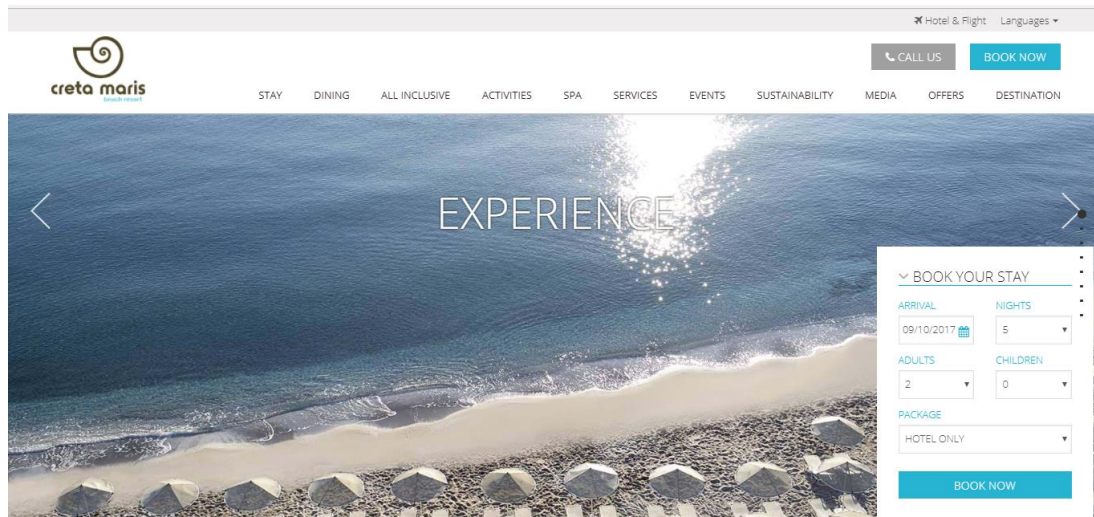 Hotel & Flight Languages
creta maris
beach resort
CALL US BOOK NOW
STAY DINING ALL INCLUSIVE ACTIVITIES SPA SERVICES EVENTS SUSTAINABILITY MEDIA OFFERS DESTINATION
EXPERIENCE
BOOK YOUR STAY
ARRIVAL NIGHTS
09/10/2017 5
ADULTS CHILDREN
2 0
PACKAGE
HOTEL ONLY
BOOK NOW